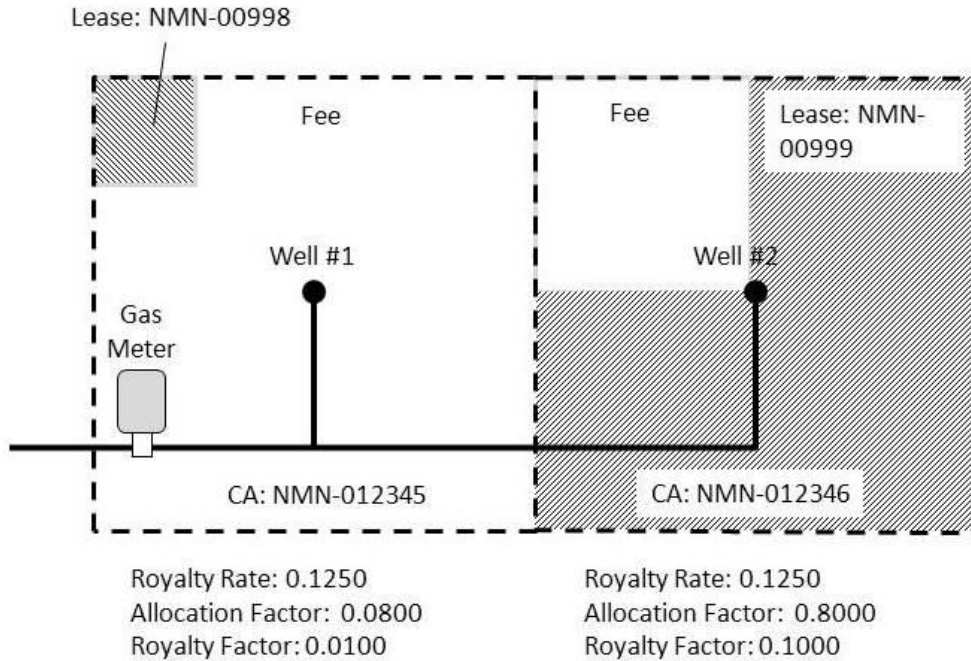 Lease: NMN-00998
Fee
Fee
Lease: NMN-
00999
Well #1
Well #2
Gas
Meter
CA: NMN-012345
CA: NMN-012346
Royalty Rate: 0.1250
Allocation Factor: 0.0800
Royalty Factor: 0.0100
Royalty Rate: 0.1250
Allocation Factor: 0.8000
Royalty Factor: 0.1000